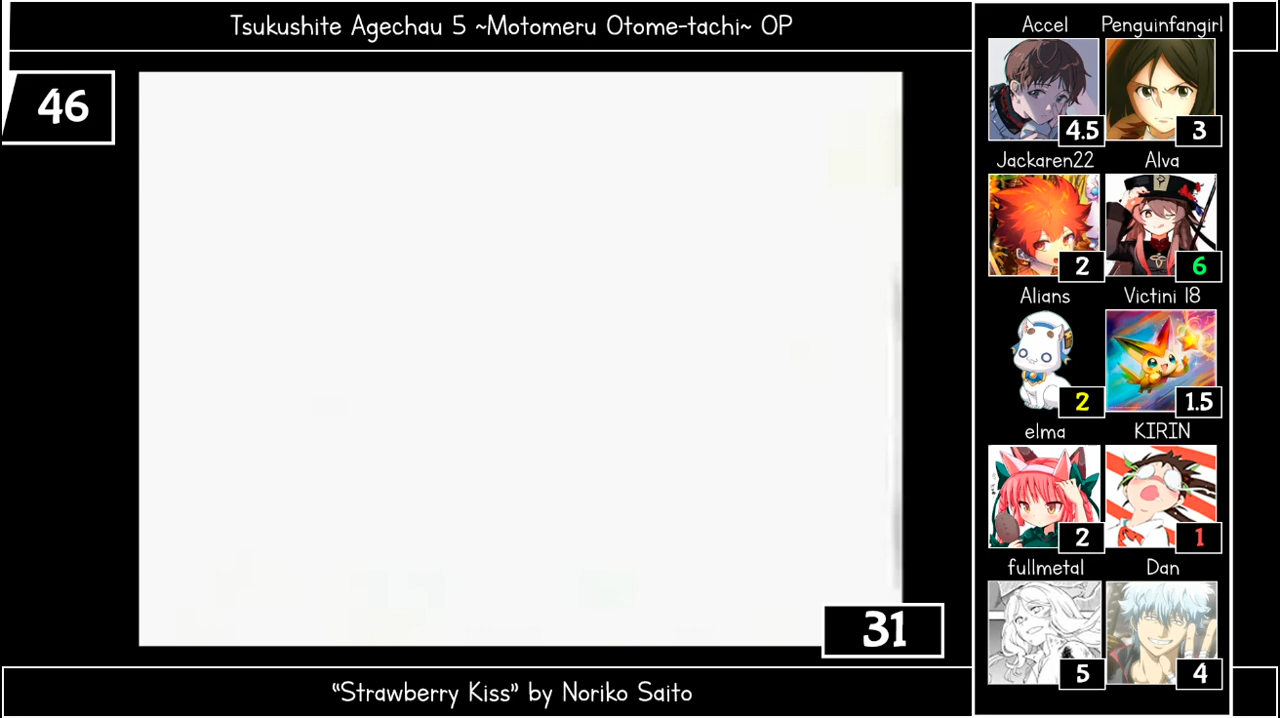 Tsukushite Agechau 5 ~Motomeru Otome-tachi~ OP
46
31
"Strawberry Kiss" by Noriko Saito
Accel Penguinfangirl
4.5 3
Jackaren22 Alva
2 6
Alians Victini 18
2 1.5
elma KIRIN
2 1
fullmetal Dan
5 4